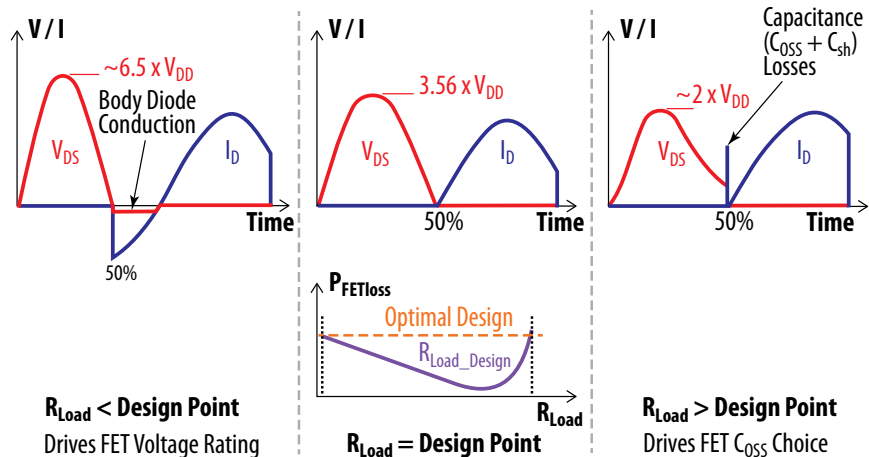 V / I
~6.5 x V_DD
Body Diode
Conduction
V_DS
I_D
Time
50%
V / I
3.56 x V_DD
V_DS
I_D
50%
Time
V / I
Capacitance
(C_OSS + C_sh)
Losses
~2 x V_DD
V_DS
I_D
50%
Time
P_FETloss
Optimal Design
R_Load_Design
R_Load
R_Load < Design Point
Drives FET Voltage Rating
R_Load = Design Point
R_Load > Design Point
Drives FET C_OSS Choice